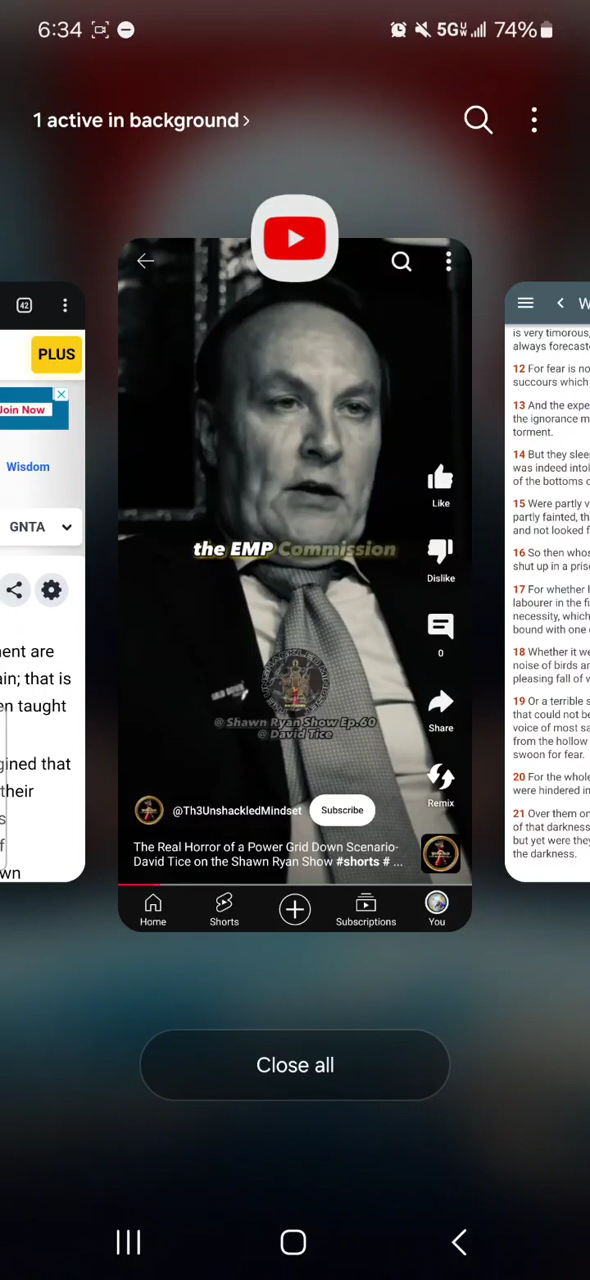 6:34
5G
74%
1 active in background >
42
PLUS
Join Now
Wisdom
GNTA
ent are
in; that is
en taught
gined that
their
s
f
wn
Like
the EMP Commission
Dislike
0
@ Shawn Ryan Show Ep.60
@ David Tice
Share
Remix
@Th3UnshackledMindset
Subscribe
The Real Horror of a Power Grid Down Scenario-
David Tice on the Shawn Ryan Show #shorts # ...
Home
Shorts
Subscriptions
You
W
is very timorous,
always forecast
12 For fear is no
succours which
13 And the expe
the ignorance m
torment.
14 But they slee
was indeed intol
of the bottoms o
15 Were partly v
partly fainted, th
and not looked f
16 So then whos
shut up in a pris
17 For whether h
labourer in the fi
necessity, which
bound with one
18 Whether it we
noise of birds a
pleasing fall of v
19 Or a terrible s
that could not be
voice of most sa
from the hollow
swoon for fear.
20 For the whole
were hindered in
21 Over them on
of that darkness
but yet were they
the darkness.
Close all